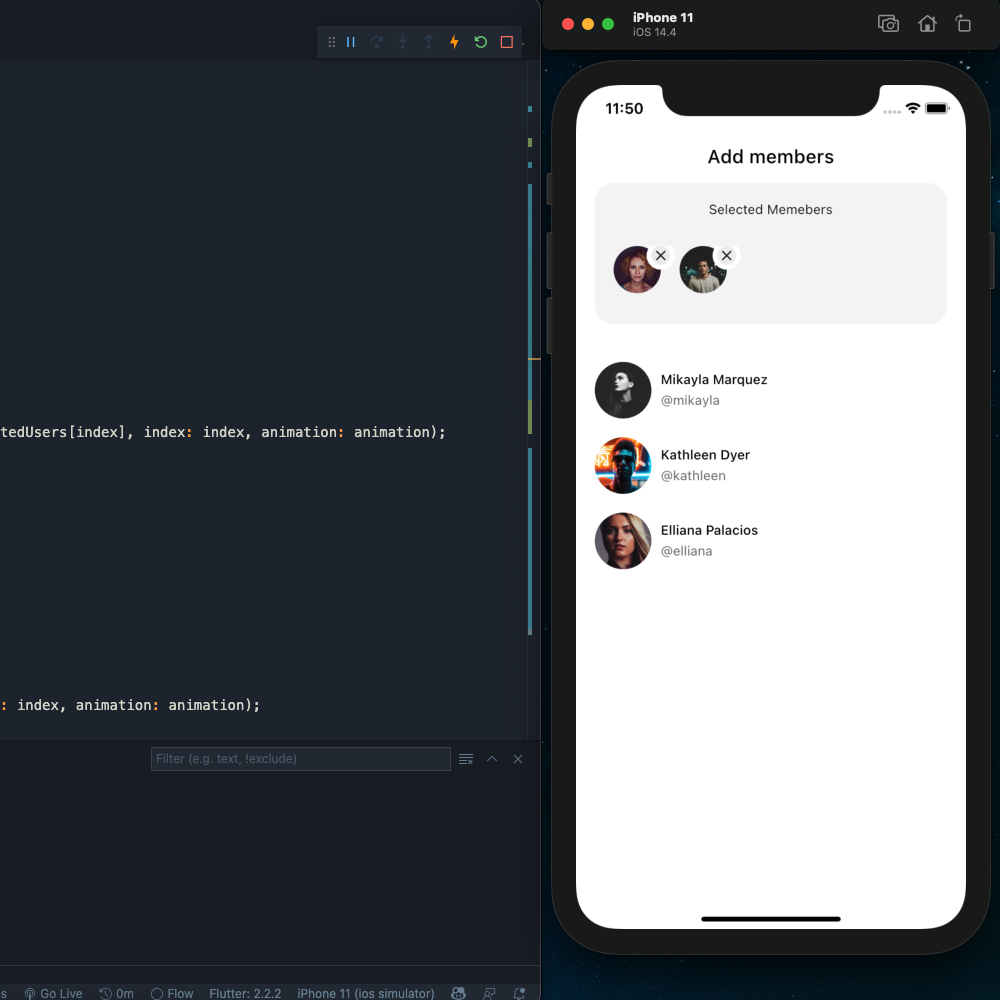 iPhone 11
iOS 14.4
11:50
Add members
Selected Memebers
Mikayla Marquez
@mikayla
Kathleen Dyer
@kathleen
Elliana Palacios
@elliana
tedUsers[index], index: index, animation: animation);
: index, animation: animation);
Filter (e.g. text, !exclude)
s Go Live 0m Flow Flutter: 2.2.2 iPhone 11 (ios simulator)